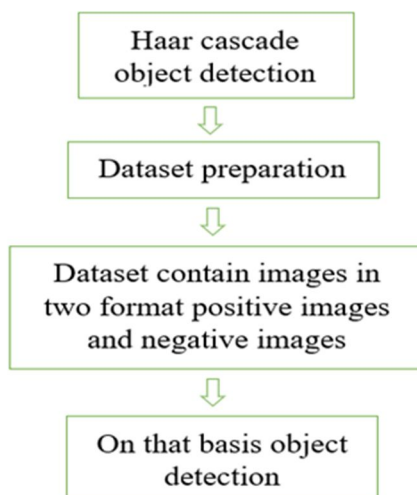 Haar cascade
object detection
Dataset preparation
Dataset contain images in
two format positive images
and negative images
On that basis object
detection